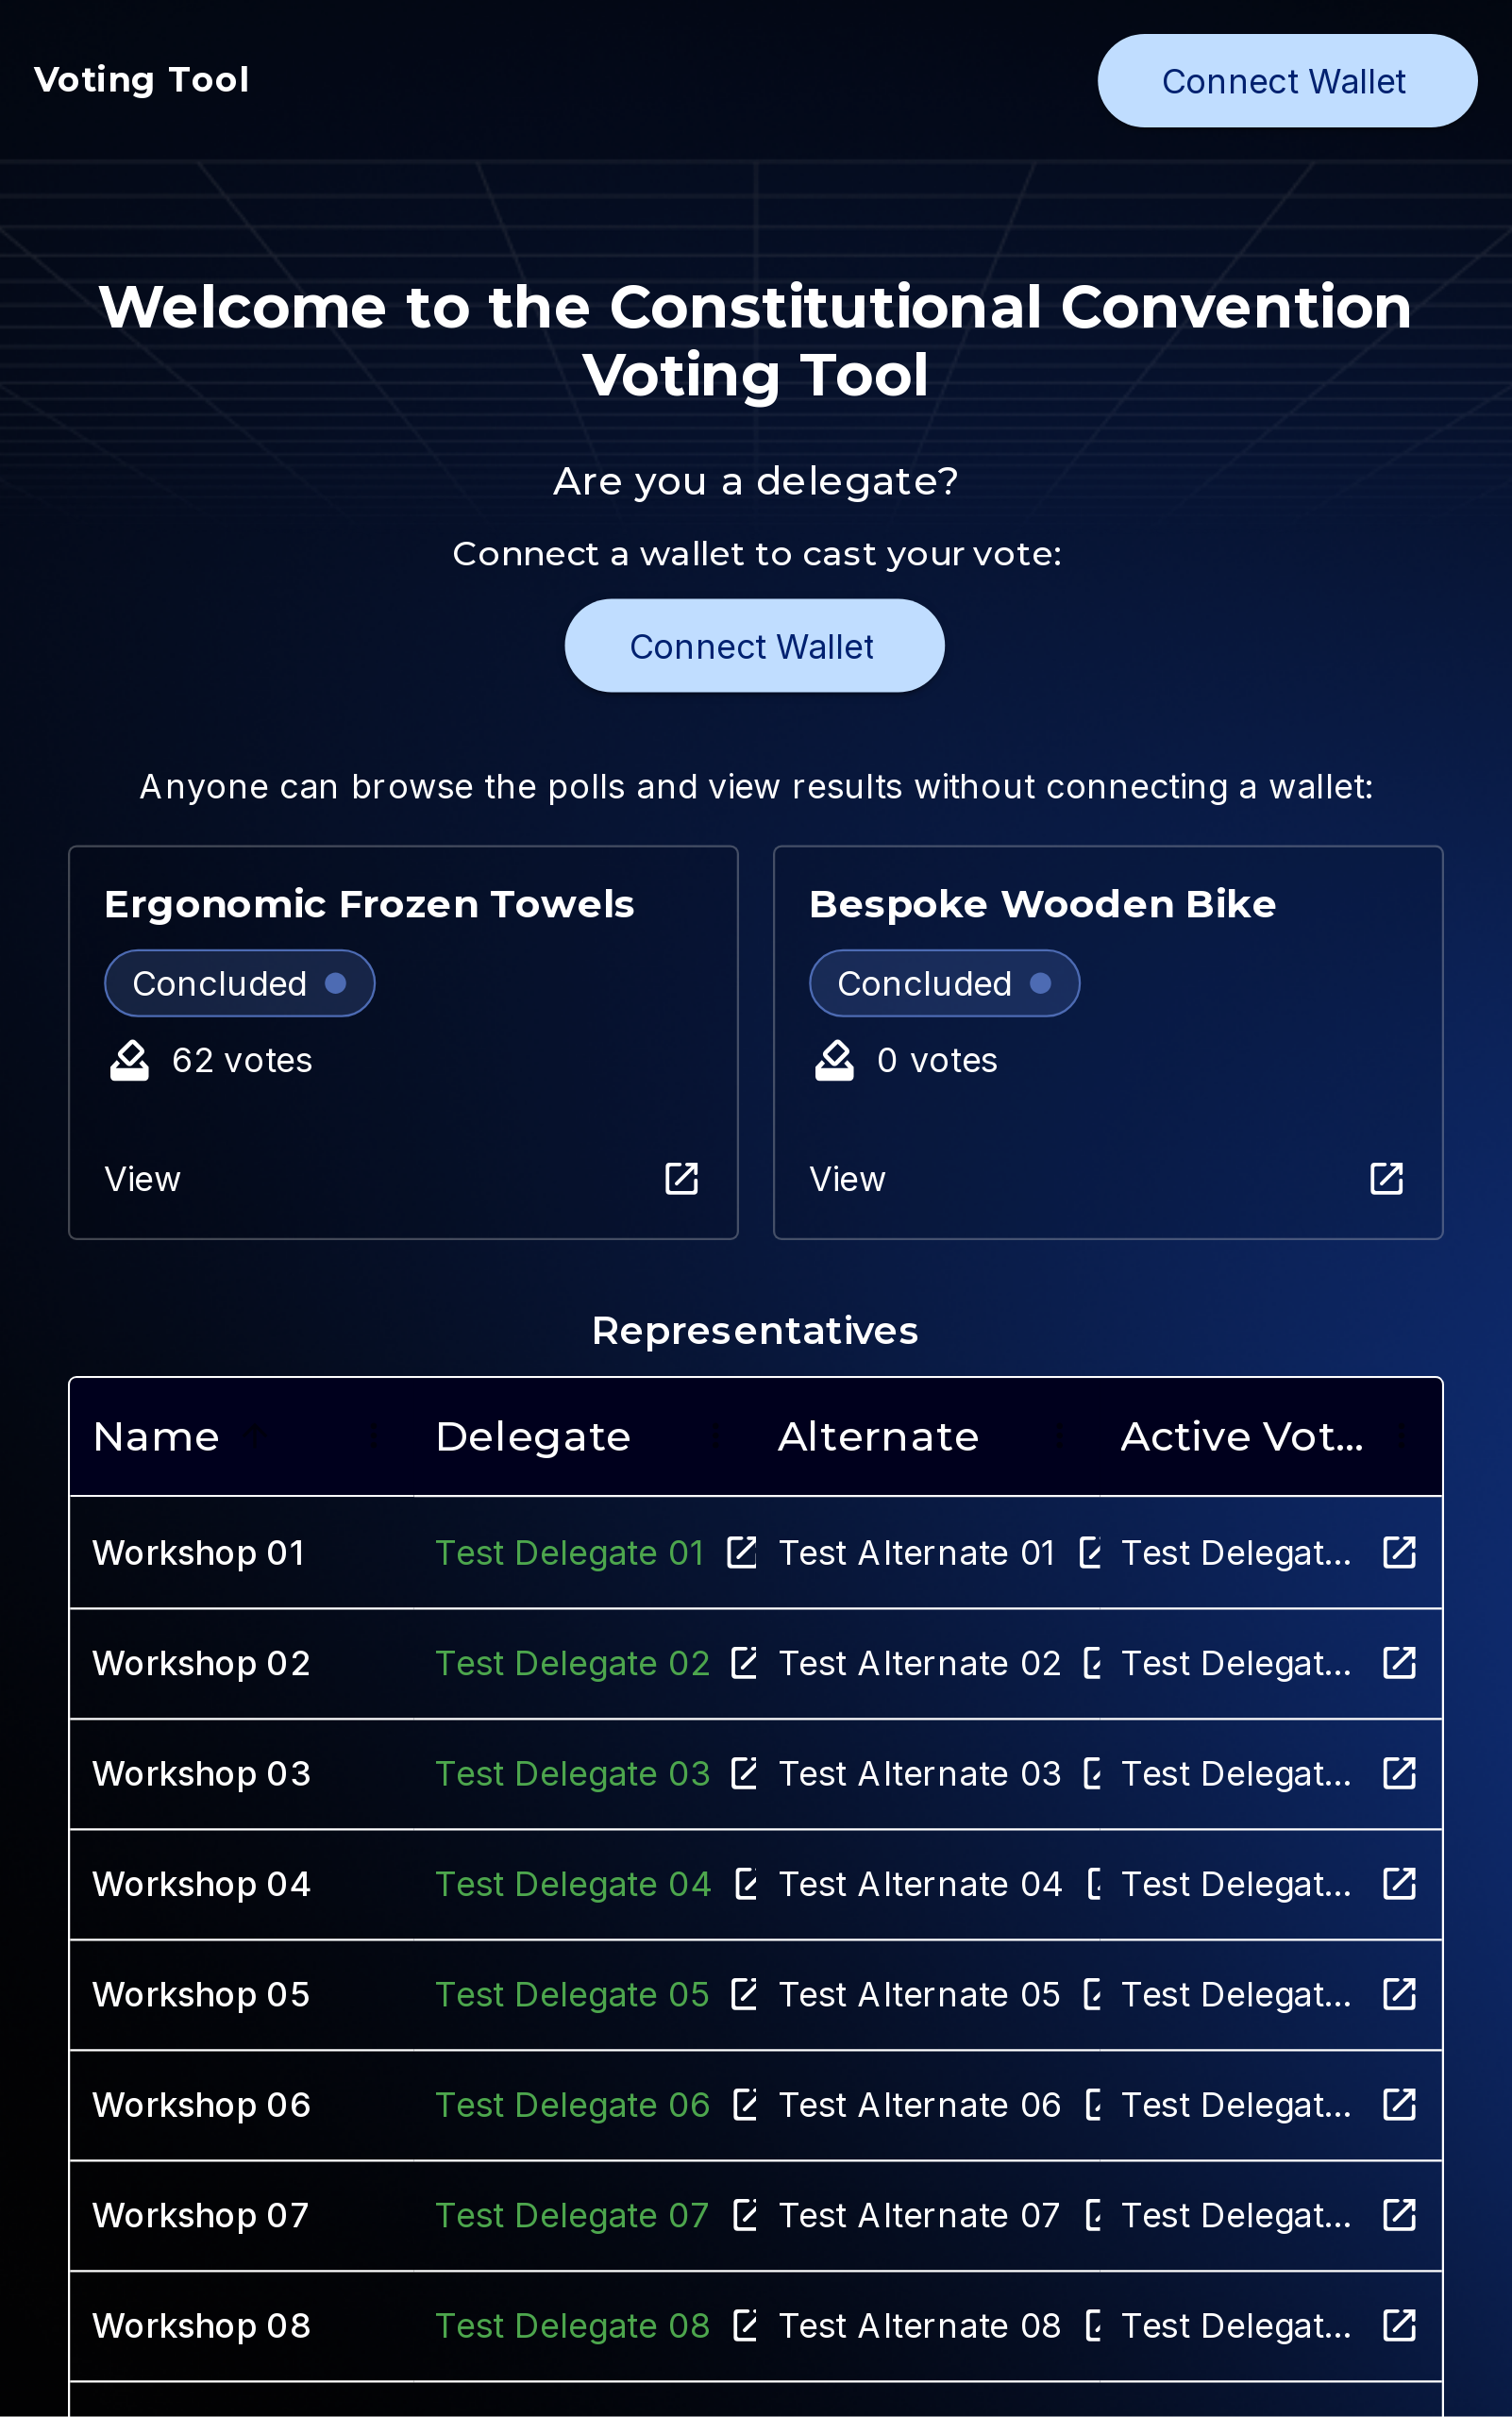 Voting Tool
Connect Wallet
Welcome to the Constitutional Convention
Voting Tool
Are you a delegate?
Connect a wallet to cast your vote:
Connect Wallet
Anyone can browse the polls and view results without connecting a wallet:
Ergonomic Frozen Towels
Concluded
62 votes
View
Bespoke Wooden Bike
Concluded
0 votes
View
Representatives
Name Delegate Alternate Active Vot...
Workshop 01 Test Delegate 01 Test Alternate 01 Test Delegat...
Workshop 02 Test Delegate 02 Test Alternate 02 Test Delegat...
Workshop 03 Test Delegate 03 Test Alternate 03 Test Delegat...
Workshop 04 Test Delegate 04 Test Alternate 04 Test Delegat...
Workshop 05 Test Delegate 05 Test Alternate 05 Test Delegat...
Workshop 06 Test Delegate 06 Test Alternate 06 Test Delegat...
Workshop 07 Test Delegate 07 Test Alternate 07 Test Delegat...
Workshop 08 Test Delegate 08 Test Alternate 08 Test Delegat...